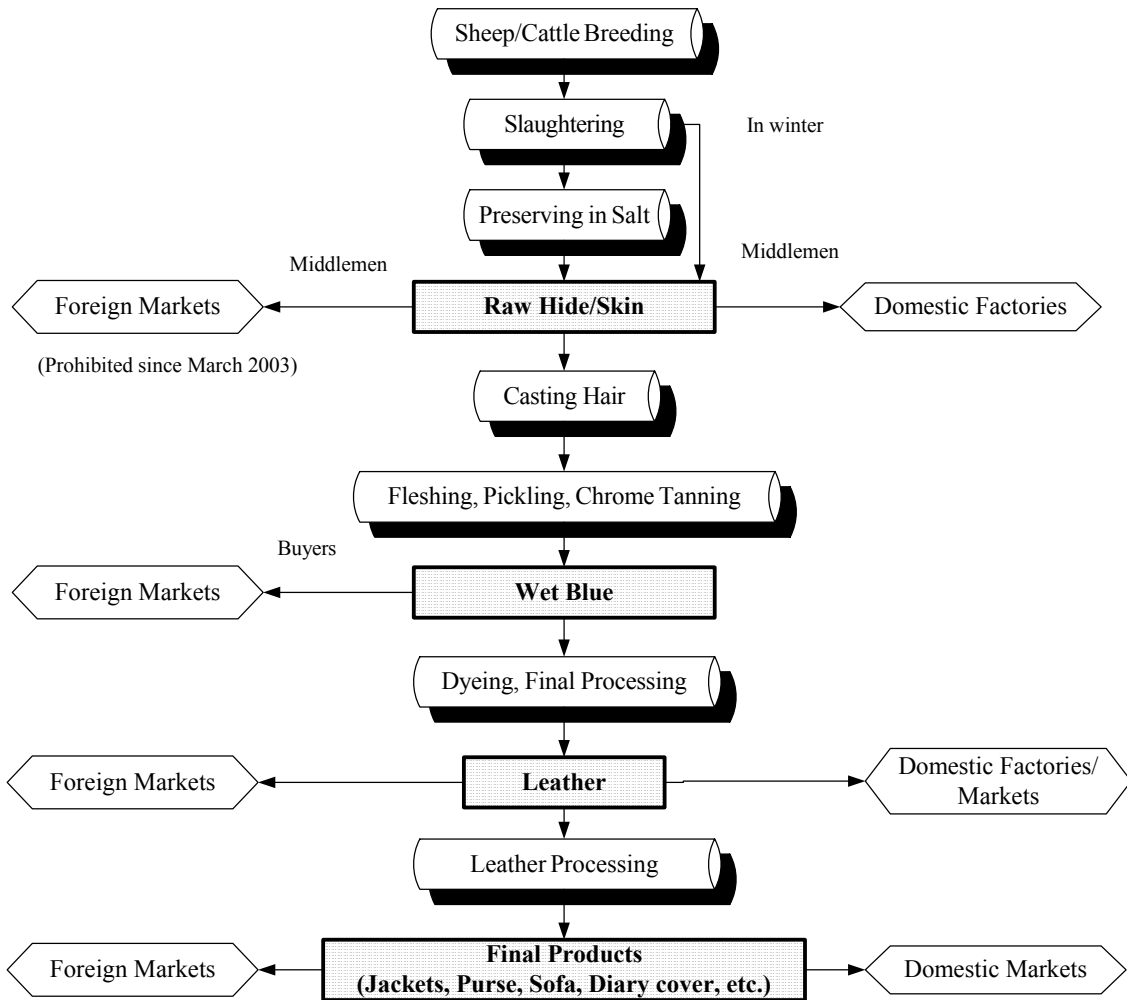 Sheep/Cattle Breeding
Slaughtering
In winter
Preserving in Salt
Middlemen
Middlemen
Foreign Markets
Raw Hide/Skin
Domestic Factories
(Prohibited since March 2003)
Casting Hair
Fleshing, Pickling, Chrome Tanning
Buyers
Foreign Markets
Wet Blue
Dyeing, Final Processing
Foreign Markets
Leather
Domestic Factories/
Markets
Leather Processing
Foreign Markets
Final Products
(Jackets, Purse, Sofa, Diary cover, etc.)
Domestic Markets